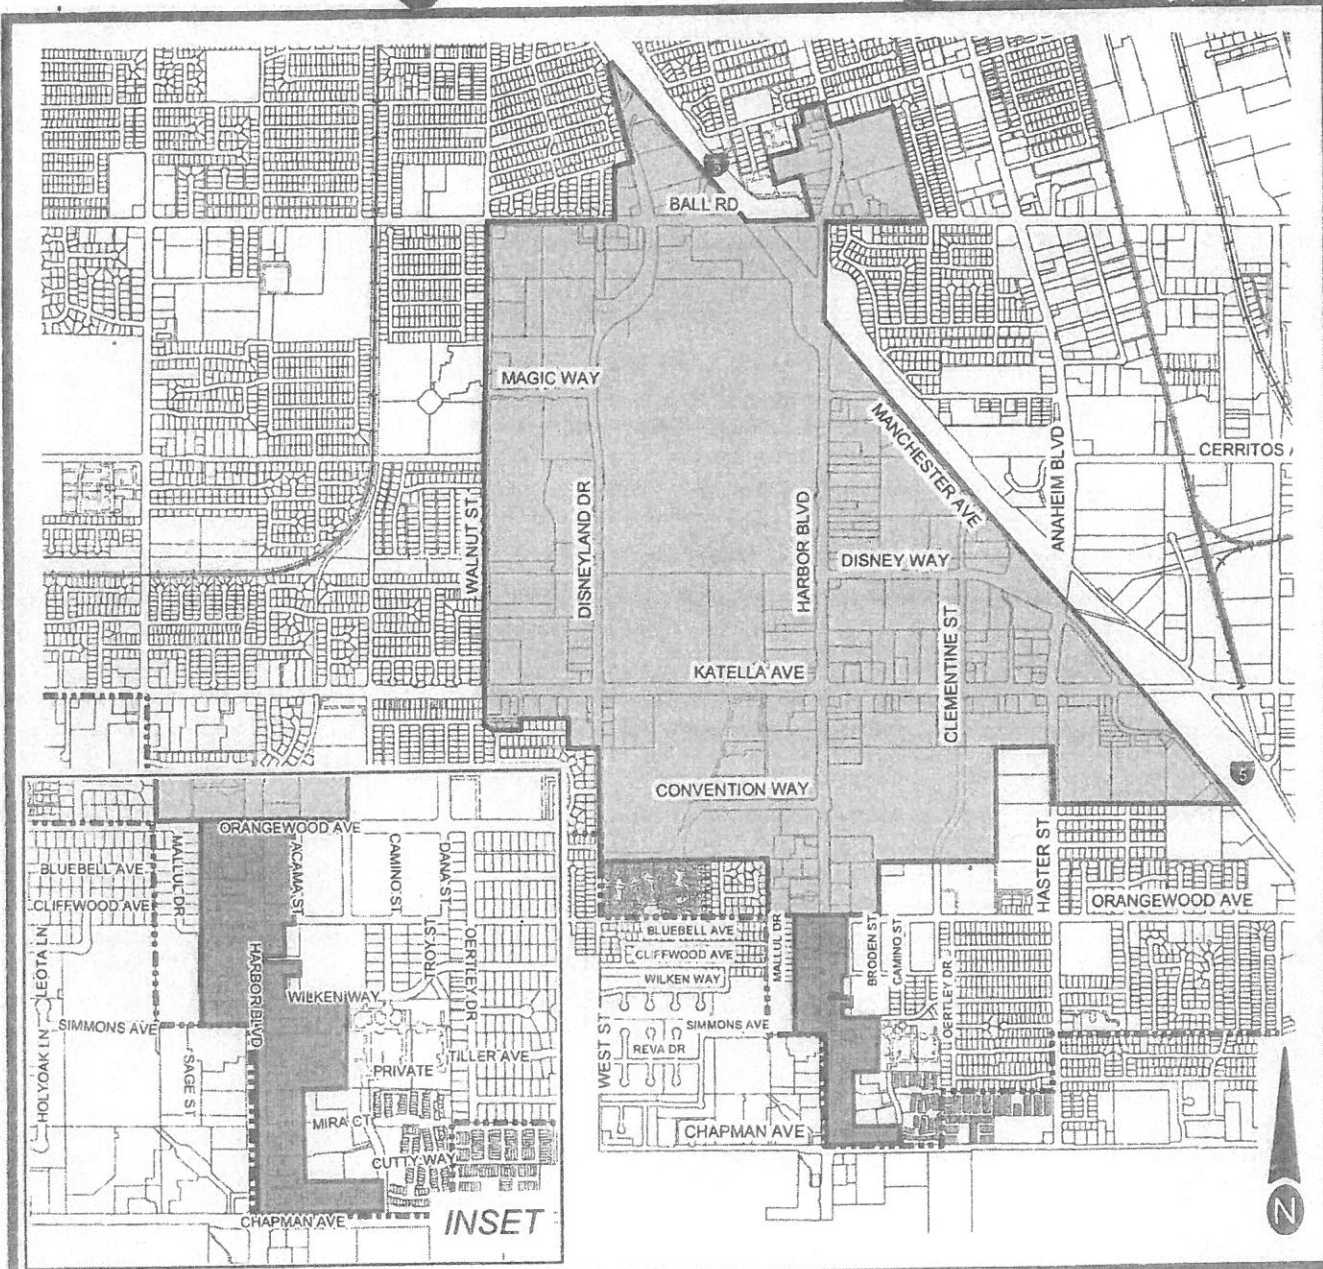 5
BALL RD
MAGIC WAY
MANCHESTER AVE
ANAHEIM BLVD
CERRITOS A
WALNUT ST
DISNEYLAND DR
HARBOR BLVD
DISNEY WAY
CLEMENTINE ST
KATELLA AVE
CONVENTION WAY
5
HASTER ST
ORANGEWOOD AVE
BLUEBELL AVE
CLIFFWOOD AVE
WILKEN WAY
MALLUL DR
BRODEN ST
CAMINO ST
OERTLEY DR
SIMMONS AVE
WEST ST
REVA DR
CHAPMAN AVE
N
ORANGEWOOD AVE
BLUEBELL AVE
CLIFFWOOD AVE
MALLUL DR
ACAMA ST
CAMINO ST
DANA ST
LEOTA LN
HARBOR BLVD
TROY ST
OERTLEY DR
WILKEN WAY
SIMMONS AVE
HOLYOAK LN
SAGE ST
TILLER AVE
PRIVATE
MIRA CT
CUTTY WAY
CHAPMAN AVE
INSET